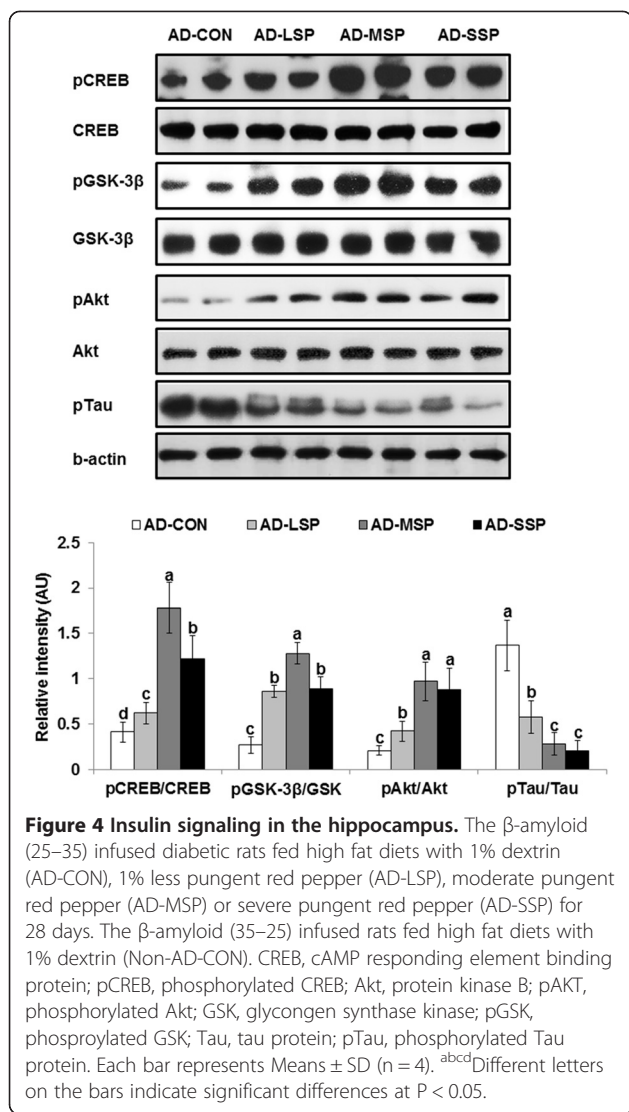 AD-CON AD-LSP AD-MSP AD-SSP
pCREB
CREB
pGSK-3β
GSK-3β
pAkt
Akt
pTau
b-actin
AD-CON AD-LSP AD-MSP AD-SSP
Relative intensity (AU)
2.5
2
1.5
1
0.5
0
d c a b
c b a b
c b a a
a b c c
pCREB/CREB pGSK-3β/GSK pAkt/Akt pTau/Tau
Figure 4 Insulin signaling in the hippocampus. The β-amyloid
(25–35) infused diabetic rats fed high fat diets with 1% dextrin
(AD-CON), 1% less pungent red pepper (AD-LSP), moderate pungent
red pepper (AD-MSP) or severe pungent red pepper (AD-SSP) for
28 days. The β-amyloid (35–25) infused rats fed high fat diets with
1% dextrin (Non-AD-CON). CREB, cAMP responding element binding
protein; pCREB, phosphorylated CREB; Akt, protein kinase B; pAKT,
phosphorylated Akt; GSK, glycongen synthase kinase; pGSK,
phosproylated GSK; Tau, tau protein; pTau, phosphorylated Tau
protein. Each bar represents Means ± SD (n = 4). abcdDifferent letters
on the bars indicate significant differences at P < 0.05.